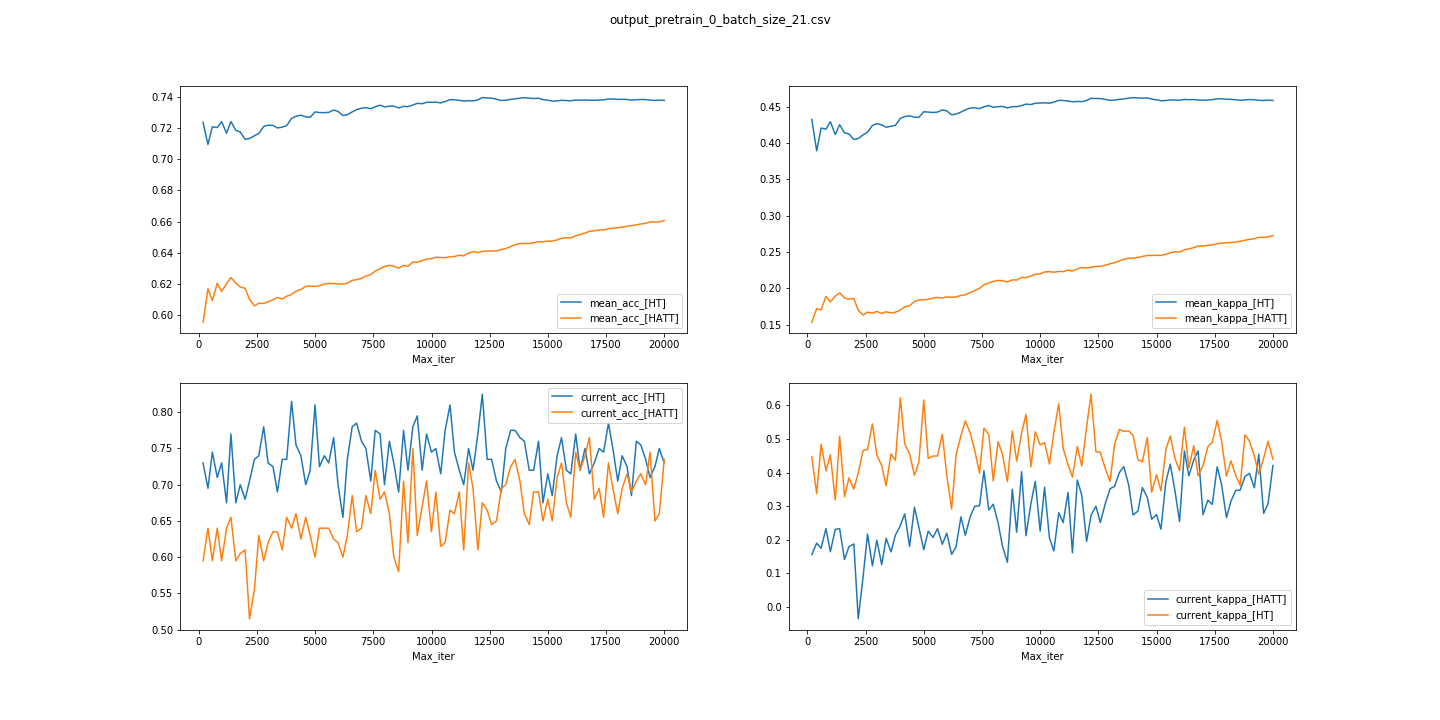 output_pretrain_0_batch_size_21.csv
0.74
0.72
0.70
0.68
0.66
0.64
0.62
0.60
mean_acc_[HT]
mean_acc_[HATT]
0 2500 5000 7500 10000 12500 15000 17500 20000
Max_iter
0.45
0.40
0.35
0.30
0.25
0.20
0.15
mean_kappa_[HT]
mean_kappa_[HATT]
0 2500 5000 7500 10000 12500 15000 17500 20000
Max_iter
0.80
0.75
0.70
0.65
0.60
0.55
0.50
current_acc_[HT]
current_acc_[HATT]
0 2500 5000 7500 10000 12500 15000 17500 20000
Max_iter
0.6
0.5
0.4
0.3
0.2
0.1
0.0
current_kappa_[HATT]
current_kappa_[HT]
0 2500 5000 7500 10000 12500 15000 17500 20000
Max_iter